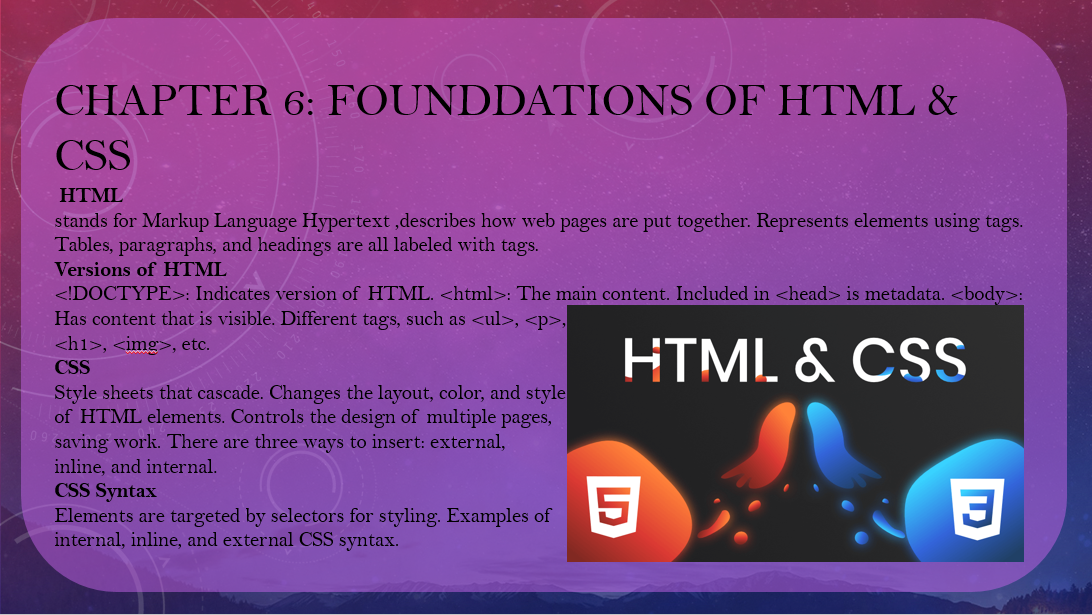 CHAPTER 6: FOUNDDATIONS OF HTML &
CSS
HTML
stands for Markup Language Hypertext ,describes how web pages are put together. Represents elements using tags.
Tables, paragraphs, and headings are all labeled with tags.
Versions of HTML
<!DOCTYPE>: Indicates version of HTML. <html>: The main content. Included in <head> is metadata. <body>:
Has content that is visible. Different tags, such as <ul>, <p>,
<h1>, <img>, etc.
CSS
Style sheets that cascade. Changes the layout, color, and style
of HTML elements. Controls the design of multiple pages,
saving work. There are three ways to insert: external,
inline, and internal.
CSS Syntax
Elements are targeted by selectors for styling. Examples of
internal, inline, and external CSS syntax.
HTML & CSS
5
3